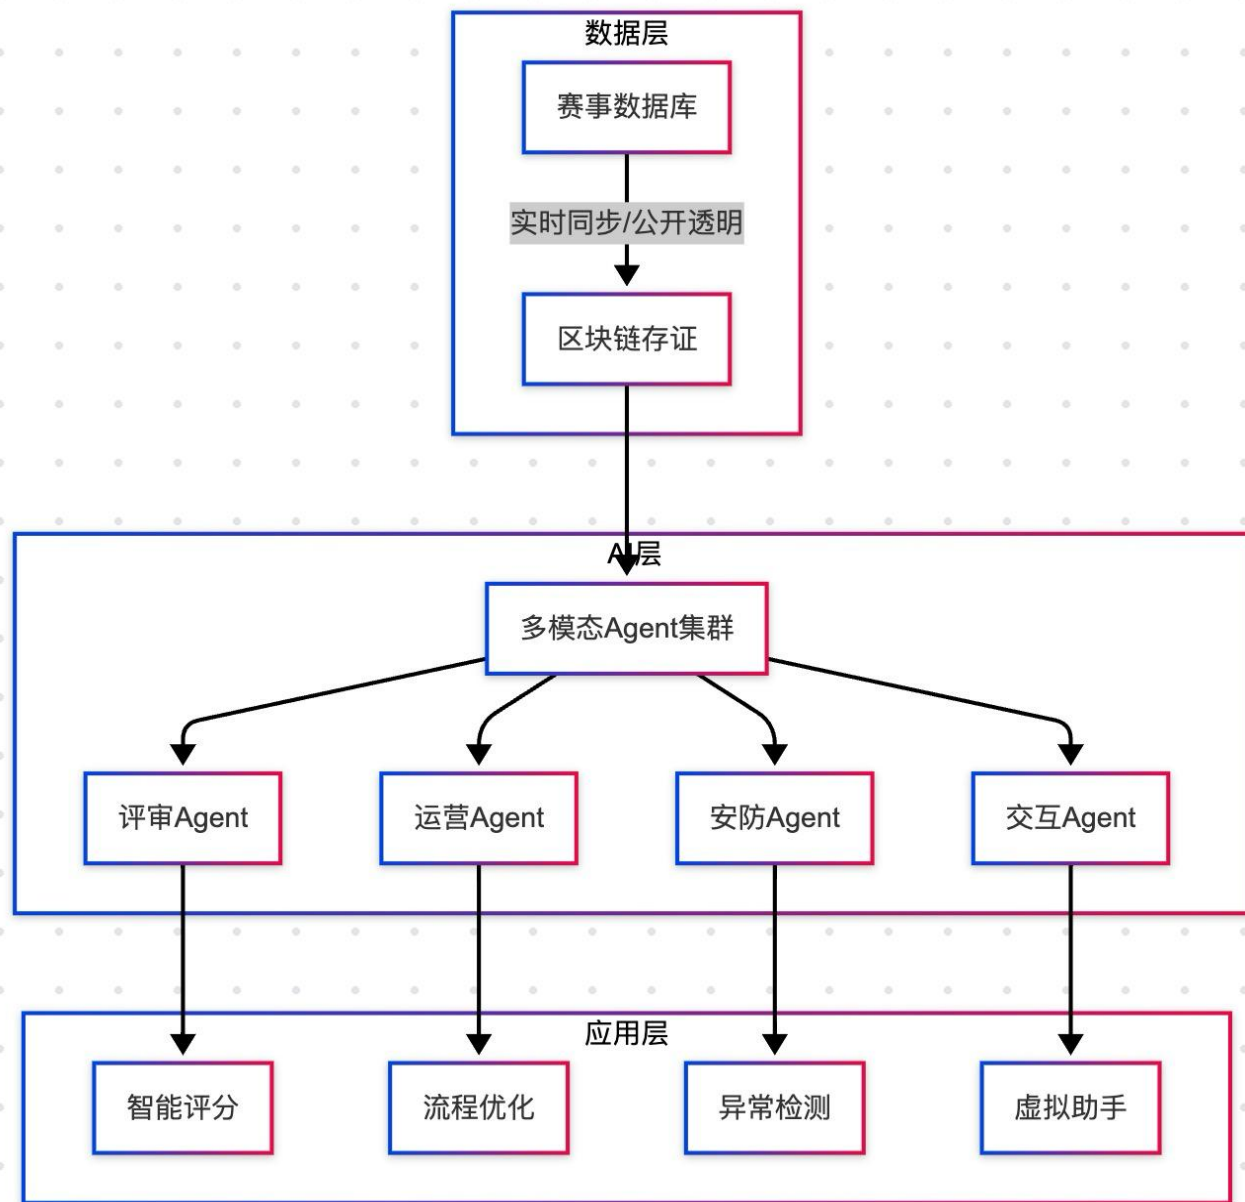 数据层
赛事数据库
实时同步/公开透明
区块链存证
AI层
多模态Agent集群
评审Agent
运营Agent
安防Agent
交互Agent
应用层
智能评分
流程优化
异常检测
虚拟助手